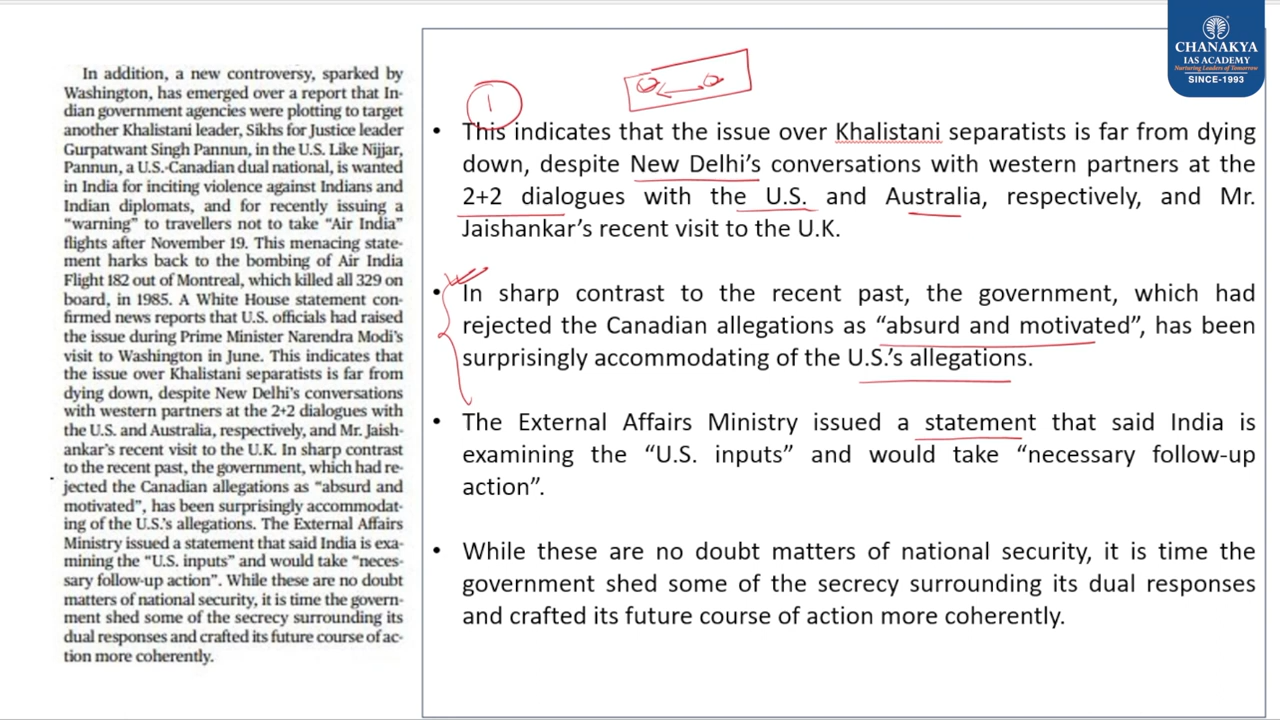 In addition, a new controversy, sparked by
Washington, has emerged over a report that In-
dian government agencies were plotting to target
another Khalistani leader, Sikhs for Justice leader
Gurpatwant Singh Pannun, in the U.S. Like Nijjar,
Pannun, a U.S.-Canadian dual national, is wanted
in India for inciting violence against Indians and
Indian diplomats, and for recently issuing a
“warning” to travellers not to take “Air India”
flights after November 19. This menacing state-
ment harks back to the bombing of Air India
Flight 182 out of Montreal, which killed all 329 on
board, in 1985. A White House statement con-
firmed news reports that U.S. officials had raised
the issue during Prime Minister Narendra Modi’s
visit to Washington in June. This indicates that
the issue over Khalistani separatists is far from
dying down, despite New Delhi’s conversations
with western partners at the 2+2 dialogues with
the U.S. and Australia, respectively, and Mr. Jaish-
ankar’s recent visit to the U.K. In sharp contrast
to the recent past, the government, which had re-
jected the Canadian allegations as “absurd and
motivated”, has been surprisingly accommodat-
ing of the U.S.’s allegations. The External Affairs
Ministry issued a statement that said India is exa-
mining the “U.S. inputs” and would take “neces-
sary follow-up action”. While these are no doubt
matters of national security, it is time the govern-
ment shed some of the secrecy surrounding its
dual responses and crafted its future course of ac-
tion more coherently.
1
• This indicates that the issue over Khalistani separatists is far from dying
down, despite New Delhi’s conversations with western partners at the
2+2 dialogues with the U.S. and Australia, respectively, and Mr.
Jaishankar’s recent visit to the U.K.
• In sharp contrast to the recent past, the government, which had
rejected the Canadian allegations as “absurd and motivated”, has been
surprisingly accommodating of the U.S.’s allegations.
• The External Affairs Ministry issued a statement that said India is
examining the “U.S. inputs” and would take “necessary follow-up
action”.
• While these are no doubt matters of national security, it is time the
government shed some of the secrecy surrounding its dual responses
and crafted its future course of action more coherently.
CHANAKYA
IAS ACADEMY
Nurturing Leaders of Tomorrow
SINCE-1993